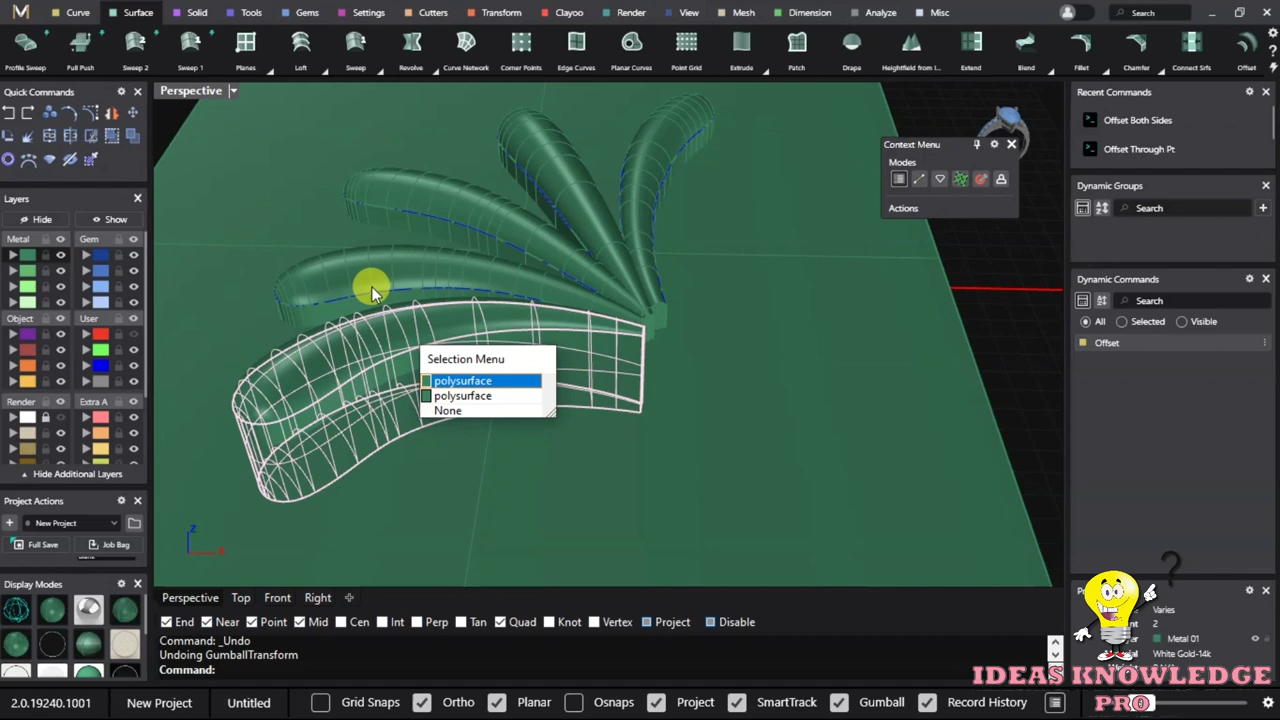 Curve
Surface
Solid
Tools
Gems
Settings
Cutters
Transform
Clayoo
Render
View
Mesh
Dimension
Analyze
Misc
Search
Profile Sweep
Pull Push
Sweep 2
Sweep 1
Planes
Loft
Sweep
Revolve
Curve Network
Corner Points
Edge Curves
Planar Curves
Point Grid
Extrude
Patch
Drape
Heightfield from I...
Extend
Blend
Fillet
Chamfer
Connect Srfs
Offset
Quick Commands
Layers
Hide
Show
Metal
Gem
Object
User
Render
Extra A
Hide Additional Layers
Project Actions
New Project
Full Save
Job Bag
Display Modes
Perspective
Context Menu
Modes
Actions
Selection Menu
polysurface
polysurface
None
Recent Commands
Offset Both Sides
Offset Through Pt
Dynamic Groups
Search
Dynamic Commands
Search
All
Selected
Visible
Offset
Varies
2
Metal 01
White Gold-14k
Perspective
Top
Front
Right
End
Near
Point
Mid
Cen
Int
Perp
Tan
Quad
Knot
Vertex
Project
Disable
Command: _Undo
Undoing GumballTransform
Command:
?
IDEAS KNOWLEDGE
PRO
2.0.19240.1001
New Project
Untitled
Grid Snaps
Ortho
Planar
Osnaps
Project
SmartTrack
Gumball
Record History
z
x